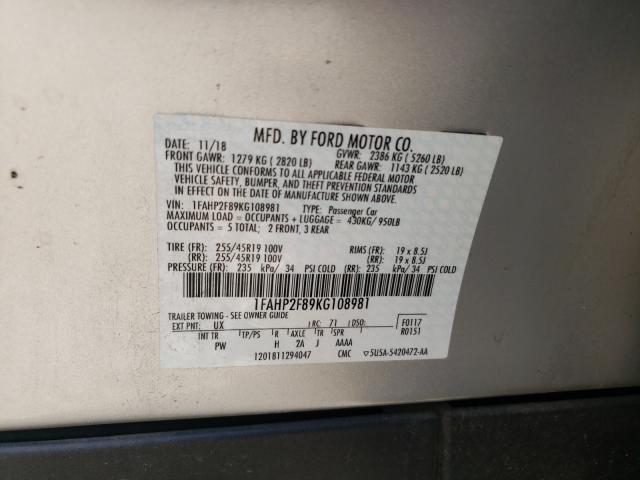 MFD. BY FORD MOTOR CO.
DATE: 11/18 GVWR: 2386 KG ( 5260 LB)
FRONT GAWR: 1279 KG ( 2820 LB) REAR GAWR: 1143 KG ( 2520 LB)
THIS VEHICLE CONFORMS TO ALL APPLICABLE FEDERAL MOTOR
VEHICLE SAFETY, BUMPER, AND THEFT PREVENTION STANDARDS
IN EFFECT ON THE DATE OF MANUFACTURE SHOWN ABOVE.
VIN: 1FAHP2F89KG108981 TYPE: Passenger Car
MAXIMUM LOAD = OCCUPANTS + LUGGAGE = 430KG/ 950LB
OCCUPANTS = 5 TOTAL; 2 FRONT, 3 REAR
TIRE (FR): 255/45R19 100V RIMS (FR): 19 x 8.5J
(RR): 255/45R19 100V (RR): 19 x 8.5J
PRESSURE (FR): 235 kPa/ 34 PSI COLD (RR): 235 kPa/ 34 PSI COLD
1FAHP2F89KG108981
TRAILER TOWING - SEE OWNER GUIDE
EXT PNT: UX RC: 71 DSO: F0117
INT TR TP/PS R AXLE TR SPR R0151
PW H 2A J AAAA
1201811294047 CMC ▽5U5A-5420472-AA